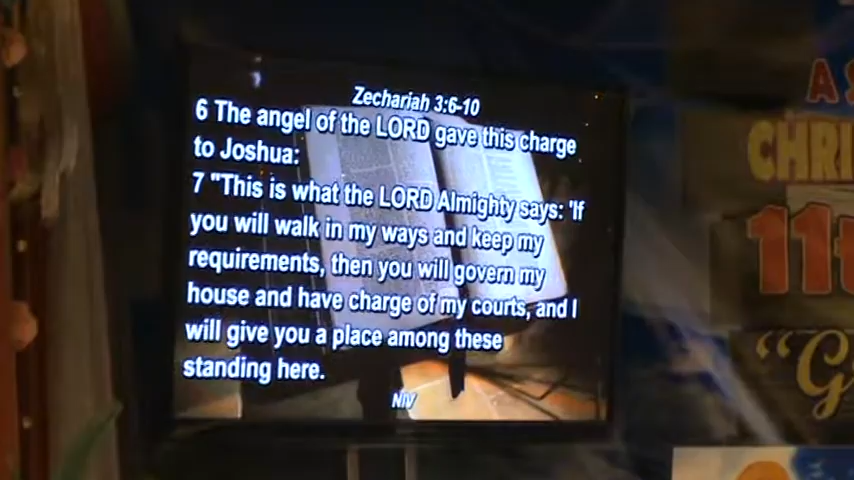 Zechariah 3:6-10
6 The angel of the LORD gave this charge
to Joshua:
7 "This is what the LORD Almighty says: 'If
you will walk in my ways and keep my
requirements, then you will govern my
house and have charge of my courts, and I
will give you a place among these
standing here.
NIV
A
CHRI
11t
"G